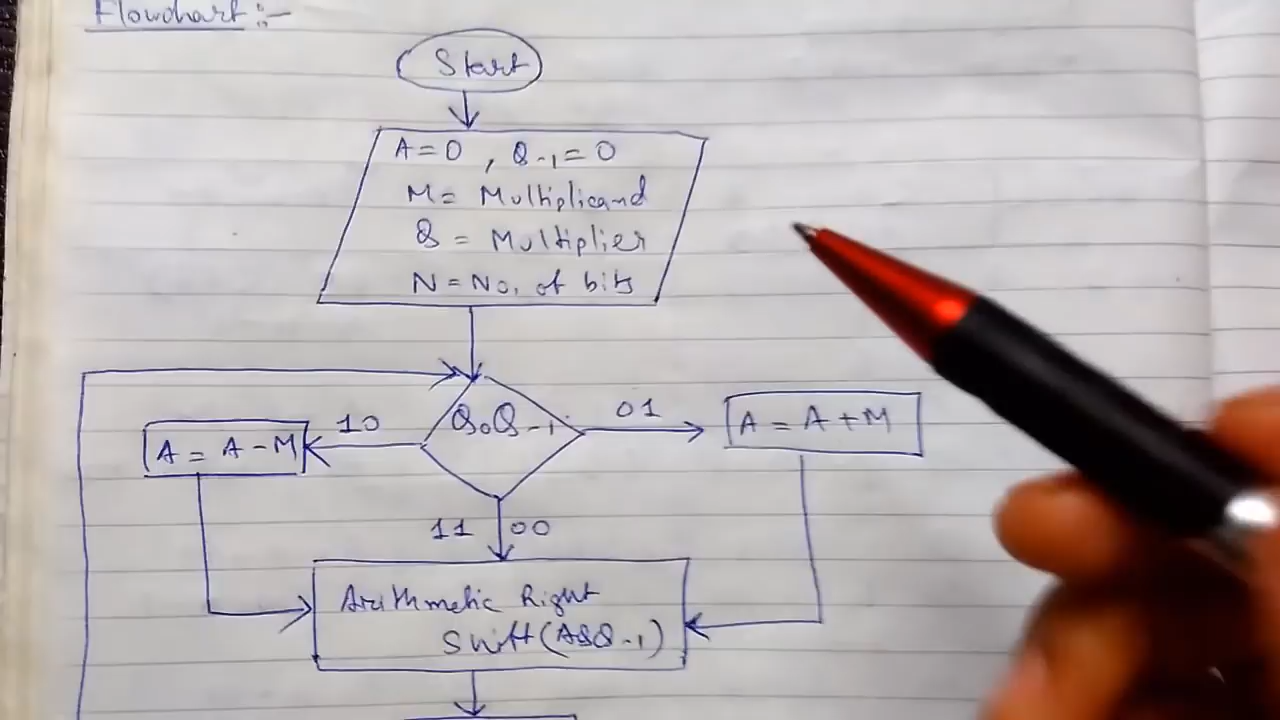 Flowchart :-
Start
A = 0 , Q-1 = 0
M = Multiplicand
Q = Multiplier
N = No. of bits
Q0Q-1
10
01
A = A - M
A = A + M
11 00
Arithmetic Right
Shift (AQQ-1)